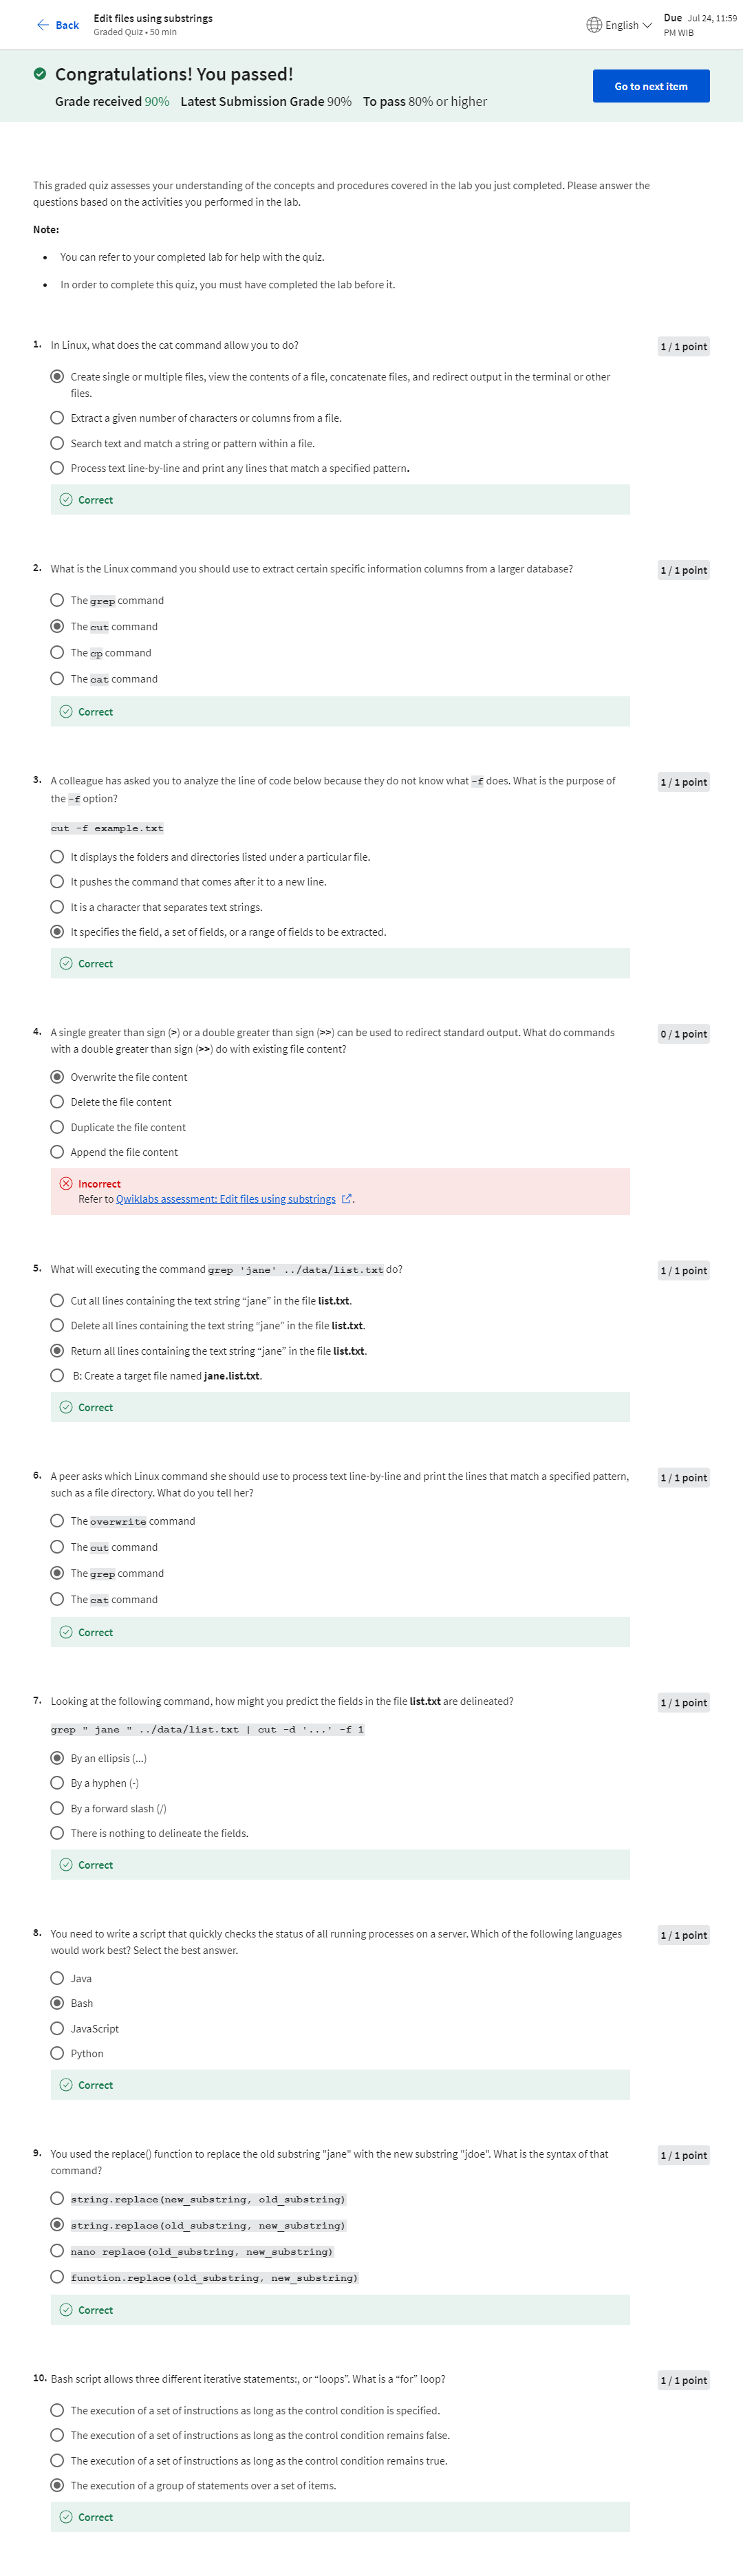 Back
Edit files using substrings
Graded Quiz • 50 min
English
Due Jul 24, 11:59
PM WIB
Congratulations! You passed!
Grade received 90% Latest Submission Grade 90% To pass 80% or higher
Go to next item
This graded quiz assesses your understanding of the concepts and procedures covered in the lab you just completed. Please answer the
questions based on the activities you performed in the lab.
Note:
• You can refer to your completed lab for help with the quiz.
• In order to complete this quiz, you must have completed the lab before it.
1. In Linux, what does the cat command allow you to do?
1 / 1 point
Create single or multiple files, view the contents of a file, concatenate files, and redirect output in the terminal or other
files.
Extract a given number of characters or columns from a file.
Search text and match a string or pattern within a file.
Process text line-by-line and print any lines that match a specified pattern.
Correct
2. What is the Linux command you should use to extract certain specific information columns from a larger database?
1 / 1 point
The grep command
The cut command
The cp command
The cat command
Correct
3. A colleague has asked you to analyze the line of code below because they do not know what -f does. What is the purpose of
the -f option?
1 / 1 point
cut -f example.txt
It displays the folders and directories listed under a particular file.
It pushes the command that comes after it to a new line.
It is a character that separates text strings.
It specifies the field, a set of fields, or a range of fields to be extracted.
Correct
4. A single greater than sign (>) or a double greater than sign (>>) can be used to redirect standard output. What do commands
with a double greater than sign (>>) do with existing file content?
0 / 1 point
Overwrite the file content
Delete the file content
Duplicate the file content
Append the file content
Incorrect
Refer to Qwiklabs assessment: Edit files using substrings.
5. What will executing the command grep 'jane' ../data/list.txt do?
1 / 1 point
Cut all lines containing the text string “jane” in the file list.txt.
Delete all lines containing the text string “jane” in the file list.txt.
Return all lines containing the text string “jane” in the file list.txt.
B: Create a target file named jane.list.txt.
Correct
6. A peer asks which Linux command she should use to process text line-by-line and print the lines that match a specified pattern,
such as a file directory. What do you tell her?
1 / 1 point
The overwrite command
The cut command
The grep command
The cat command
Correct
7. Looking at the following command, how might you predict the fields in the file list.txt are delineated?
1 / 1 point
grep " jane " ../data/list.txt | cut -d '...' -f 1
By an ellipsis (...)
By a hyphen (-)
By a forward slash (/)
There is nothing to delineate the fields.
Correct
8. You need to write a script that quickly checks the status of all running processes on a server. Which of the following languages
would work best? Select the best answer.
1 / 1 point
Java
Bash
JavaScript
Python
Correct
9. You used the replace() function to replace the old substring "jane" with the new substring "jdoe". What is the syntax of that
command?
1 / 1 point
string.replace(new_substring, old_substring)
string.replace(old_substring, new_substring)
nano replace(old_substring, new_substring)
function.replace(old_substring, new_substring)
Correct
10. Bash script allows three different iterative statements:, or “loops”. What is a “for” loop?
1 / 1 point
The execution of a set of instructions as long as the control condition is specified.
The execution of a set of instructions as long as the control condition remains false.
The execution of a set of instructions as long as the control condition remains true.
The execution of a group of statements over a set of items.
Correct